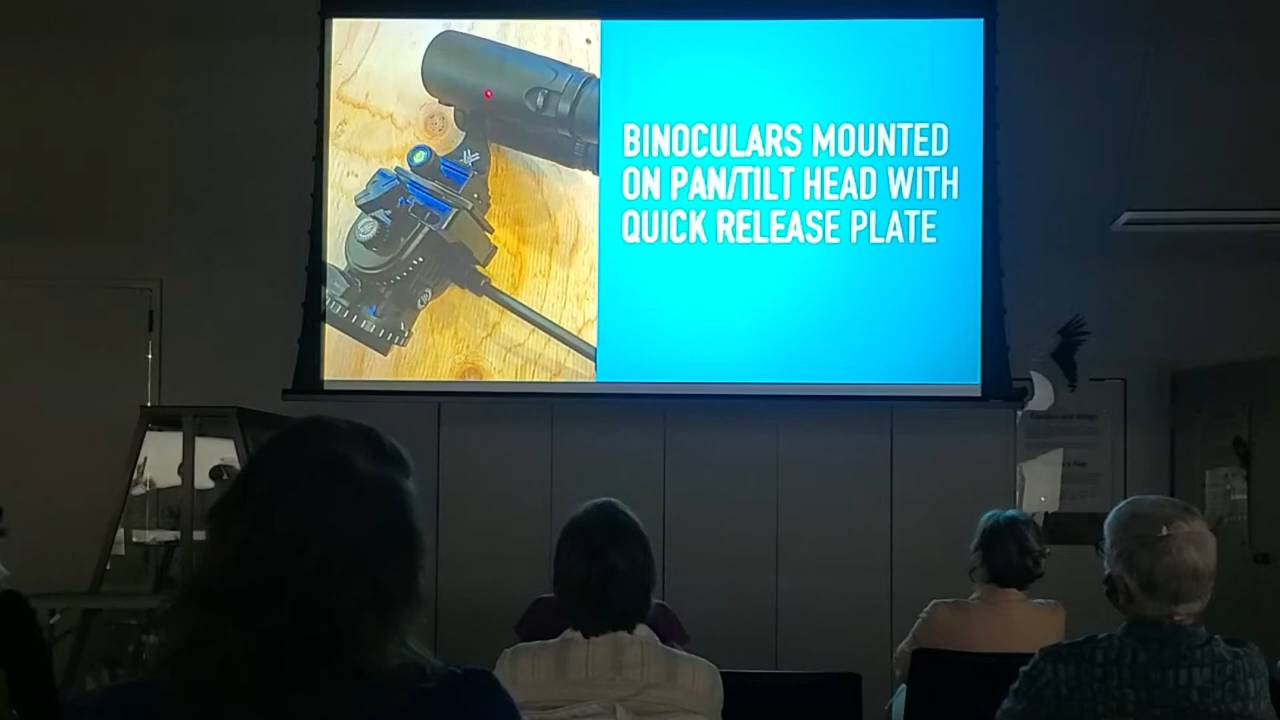 BINOCULARS MOUNTED
ON PAN/TILT HEAD WITH
QUICK RELEASE PLATE